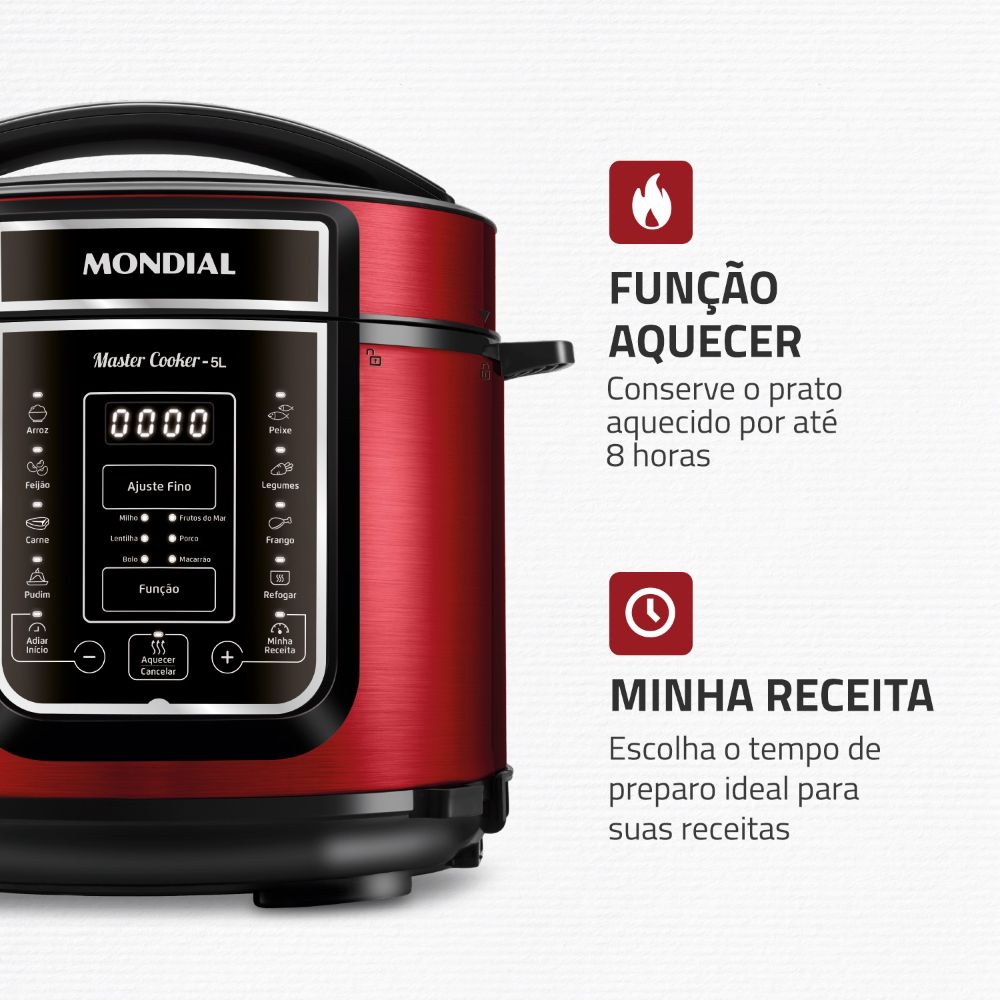 MONDIAL
Master Cooker - 5L
0000
Arroz
Feijão
Carne
Pudim
Adiar
Início
Ajuste Fino
Milho
Frutos do Mar
Lentilha
Porco
Bolo
Macarrão
Função
Aquecer
Cancelar
Peixe
Legumes
Frango
Refogar
Minha
Receita
FUNÇÃO
AQUECER
Conserve o prato
aquecido por até
8 horas
MINHA RECEITA
Escolha o tempo de
preparo ideal para
suas receitas